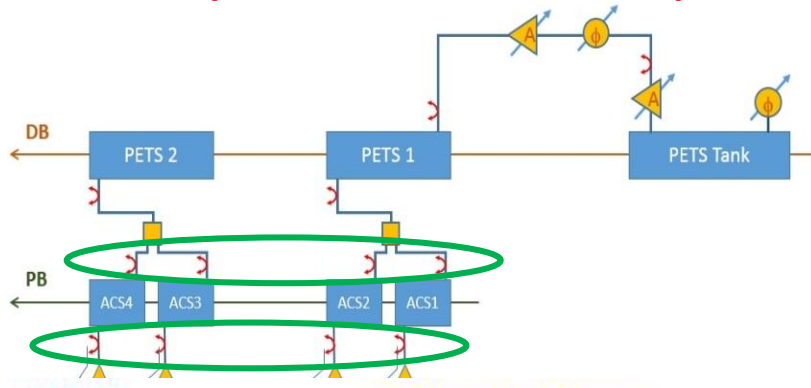 A
ϕ
A
ϕ
DB
PETS 2
PETS 1
PETS Tank
PB
ACS4
ACS3
ACS2
ACS1